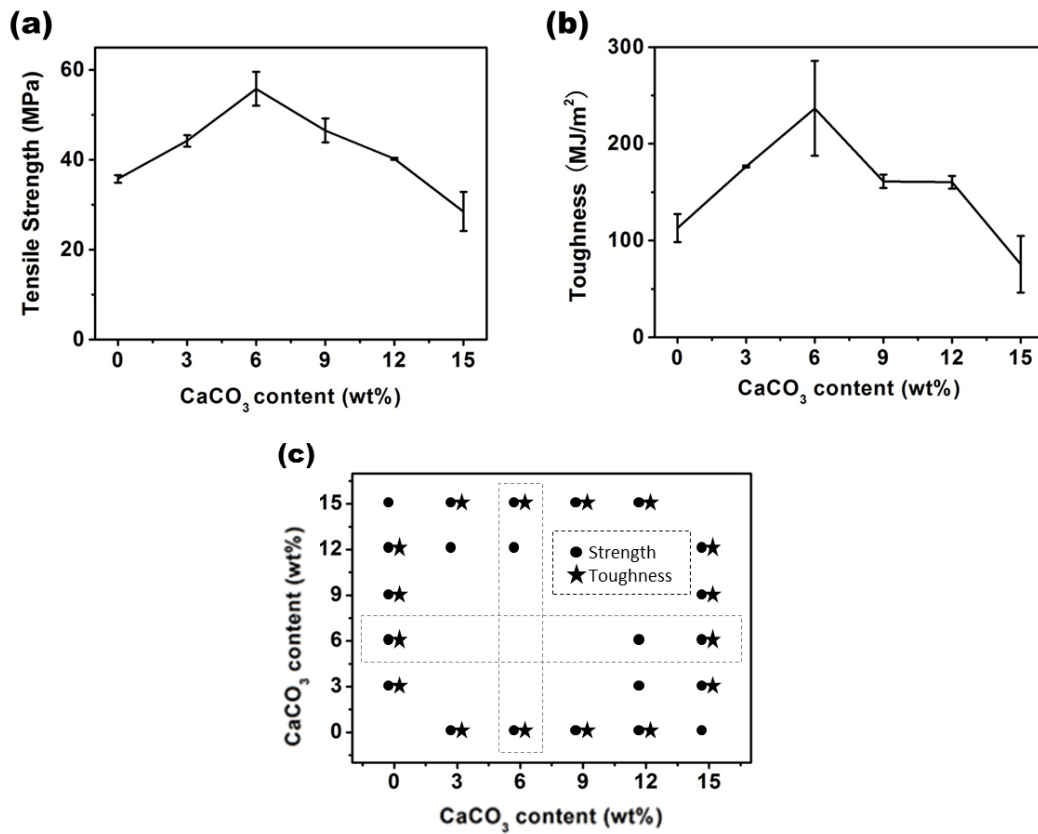 (a)
Tensile Strength (MPa)
60
40
20
0
0 3 6 9 12 15
CaCO₃ content (wt%)
(b)
Toughness (MJ/m²)
300
200
100
0
0 3 6 9 12 15
CaCO₃ content (wt%)
(c)
CaCO₃ content (wt%)
15
12
9
6
3
0
Strength
Toughness
0 3 6 9 12 15
CaCO₃ content (wt%)